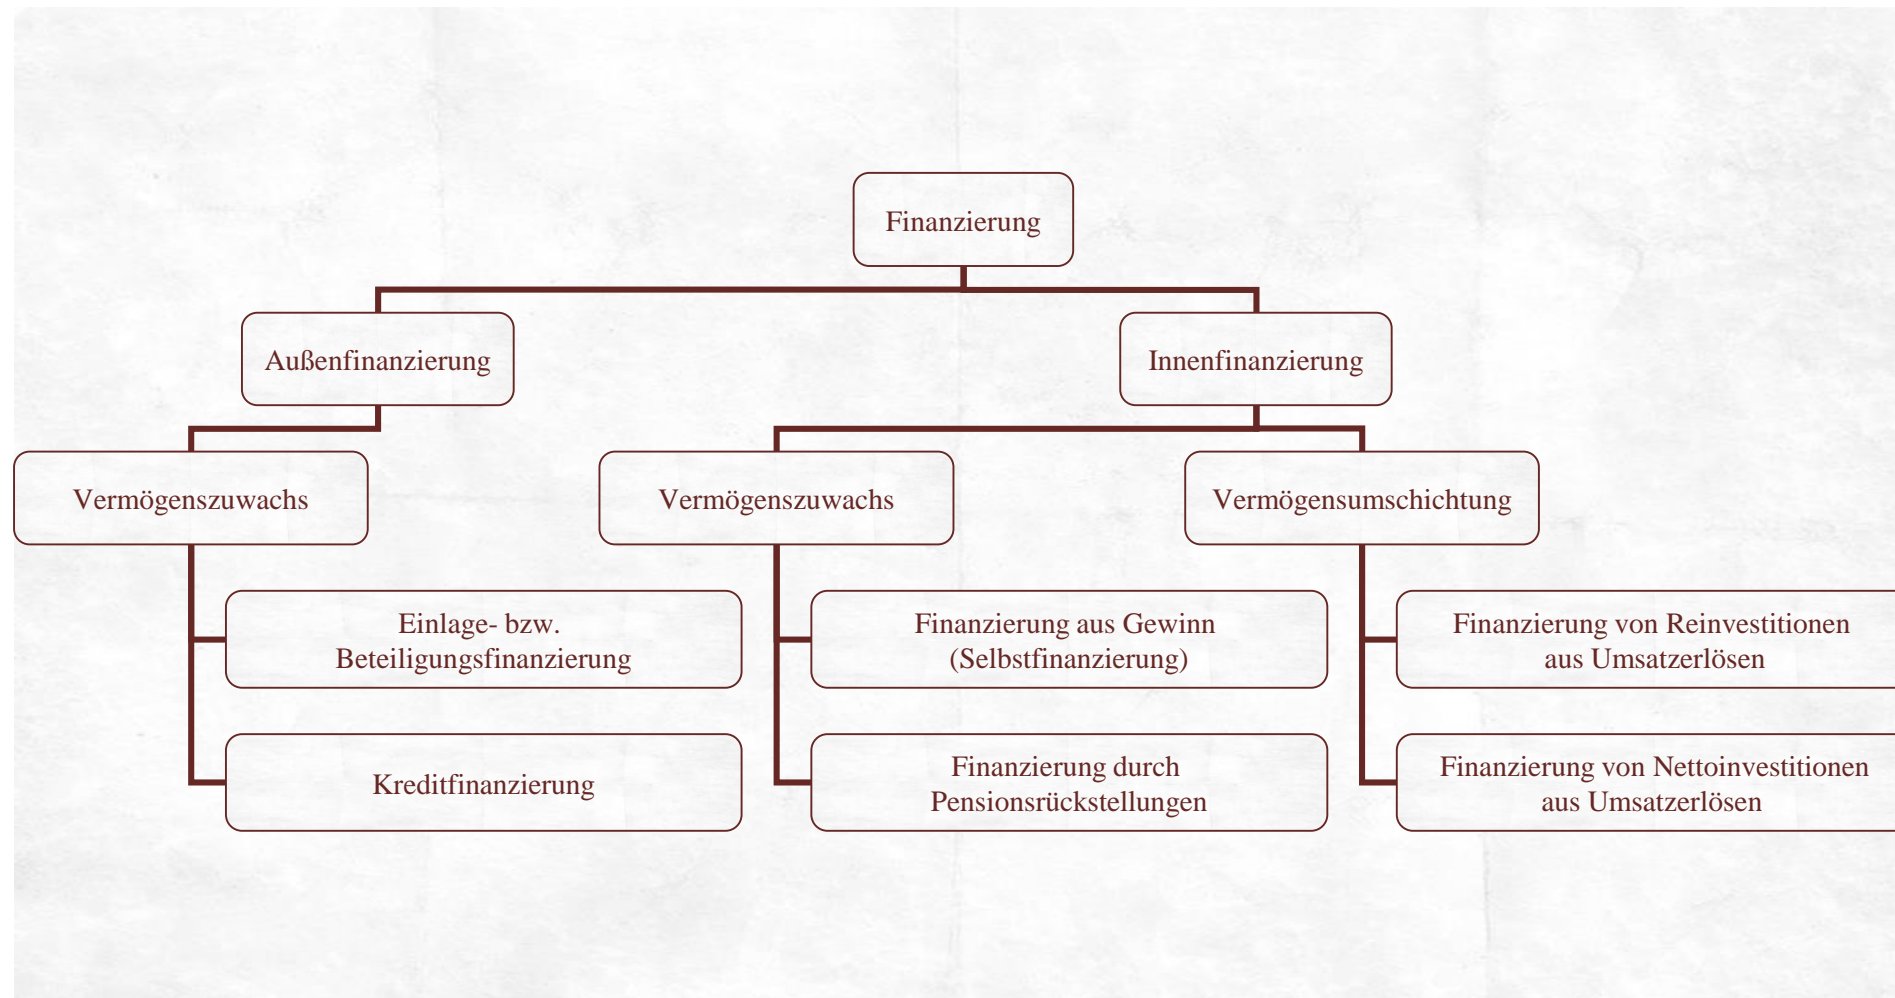 Finanzierung
Außenfinanzierung
Innenfinanzierung
Vermögenszuwachs
Vermögenszuwachs
Vermögensumschichtung
Einlage- bzw.
Beteiligungsfinanzierung
Finanzierung aus Gewinn
(Selbstfinanzierung)
Finanzierung von Reinvestitionen
aus Umsatzerlösen
Kreditfinanzierung
Finanzierung durch
Pensionsrückstellungen
Finanzierung von Nettoinvestitionen
aus Umsatzerlösen